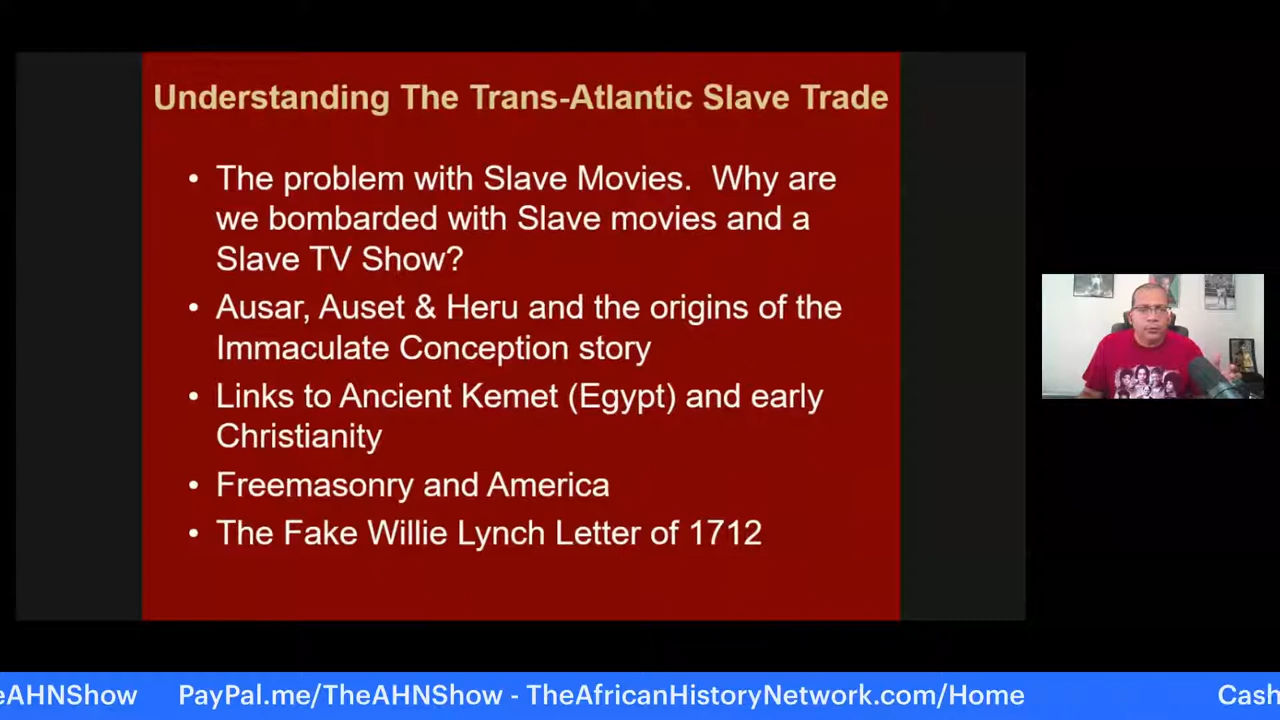 Understanding The Trans-Atlantic Slave Trade
• The problem with Slave Movies.  Why are
we bombarded with Slave movies and a
Slave TV Show?
• Ausar, Auset & Heru and the origins of the
Immaculate Conception story
• Links to Ancient Kemet (Egypt) and early
Christianity
• Freemasonry and America
• The Fake Willie Lynch Letter of 1712
eAHNShow PayPal.me/TheAHNShow - TheAfricanHistoryNetwork.com/Home Cash